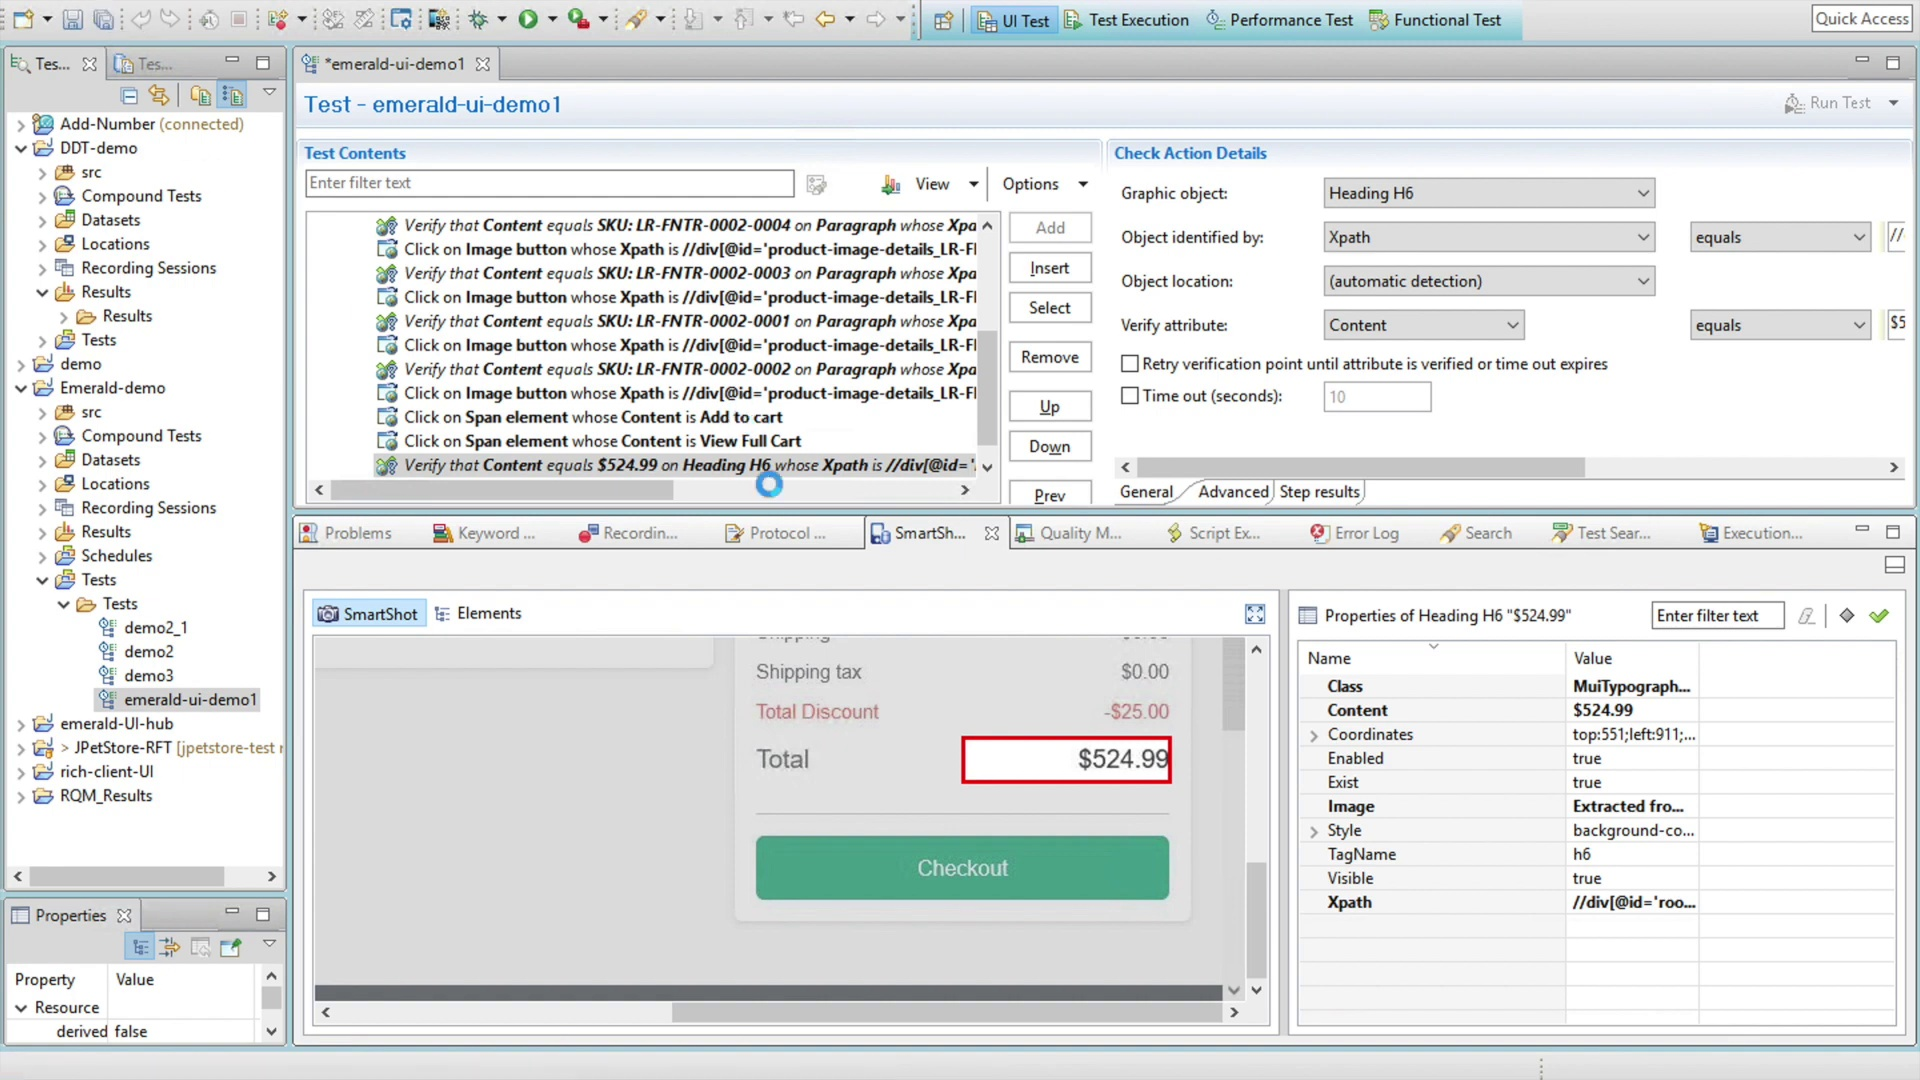 UI Test
Test Execution
Performance Test
Functional Test
Quick Access
Tes...
Tes...
*emerald-ui-demo1
Test - emerald-ui-demo1
Run Test
Add-Number (connected)
DDT-demo
src
Compound Tests
Datasets
Locations
Recording Sessions
Results
Results
Tests
demo
Emerald-demo
src
Compound Tests
Datasets
Locations
Recording Sessions
Results
Schedules
Tests
Tests
demo2_1
demo2
demo3
emerald-ui-demo1
emerald-UI-hub
> JPetStore-RFT [jpetstore-test r
rich-client-UI
RQM_Results
Test Contents
Enter filter text
View
Options
Verify that Content equals SKU: LR-FNTR-0002-0004 on Paragraph whose Xpa
Click on Image button whose Xpath is //div[@id='product-image-details_LR-F
Verify that Content equals SKU: LR-FNTR-0002-0003 on Paragraph whose Xpa
Click on Image button whose Xpath is //div[@id='product-image-details_LR-F
Verify that Content equals SKU: LR-FNTR-0002-0001 on Paragraph whose Xpa
Click on Image button whose Xpath is //div[@id='product-image-details_LR-F
Verify that Content equals SKU: LR-FNTR-0002-0002 on Paragraph whose Xpa
Click on Image button whose Xpath is //div[@id='product-image-details_LR-F
Click on Span element whose Content is Add to cart
Click on Span element whose Content is View Full Cart
Verify that Content equals $524.99 on Heading H6 whose Xpath is //div[@id='
Add
Insert
Select
Remove
Up
Down
Prev
Check Action Details
Graphic object: Heading H6
Object identified by: Xpath equals //
Object location: (automatic detection)
Verify attribute: Content equals $5
Retry verification point until attribute is verified or time out expires
Time out (seconds): 10
General
Advanced
Step results
Problems
Keyword ...
Recordin...
Protocol ...
SmartSh...
Quality M...
Script Ex...
Error Log
Search
Test Sear...
Execution...
SmartShot
Elements
Shipping
Shipping tax $0.00
Total Discount -$25.00
Total $524.99
Checkout
Properties of Heading H6 "$524.99"
Enter filter text
Name Value
Class MuiTypograph...
Content $524.99
Coordinates top:551;left:911;...
Enabled true
Exist true
Image Extracted fro...
Style background-co...
TagName h6
Visible true
Xpath //div[@id='roo...
Properties
Property Value
Resource
derived false